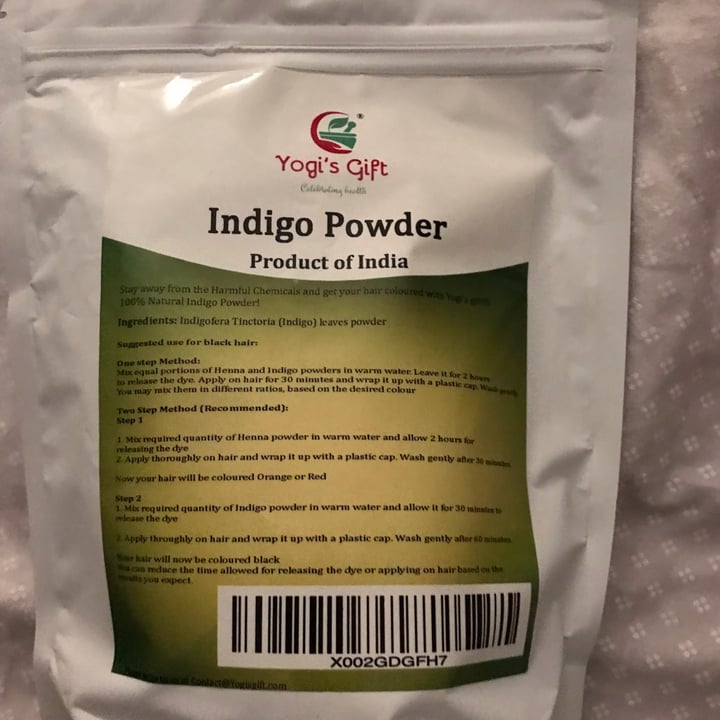 ®
Yogi's Gift
Celebrating health
Indigo Powder
Product of India
Stay away from the Harmful Chemicals and get your hair coloured with Yogi's
100% Natural Indigo Powder!
Ingredients: Indigofera Tinctoria (Indigo) leaves powder
Suggested use for black hair:
One step Method:
Mix equal portions of Henna and Indigo powders in warm water. Leave it for 2 hours
to release the dye. Apply on hair for 30 minutes and wrap it up with a plastic cap. Wash gently
You may mix them in different ratios, based on the desired colour
Two Step Method (Recommended):
Step 1
1. Mix required quantity of Henna powder in warm water and allow 2 hours for
releasing the dye
2. Apply thoroughly on hair and wrap it up with a plastic cap. Wash gently after 30 minutes
Now your hair will be coloured Orange or Red
Step 2
1. Mix required quantity of Indigo powder in warm water and allow it for 30 minutes to
release the dye
2. Apply throughly on hair and wrap it up with a plastic cap. Wash gently after 60 minutes
Your hair will now be coloured black
You can reduce the time allowed for releasing the dye or applying on hair based on the
results you expect.
X002GDGFH7
at Contact@Yogisgift.com